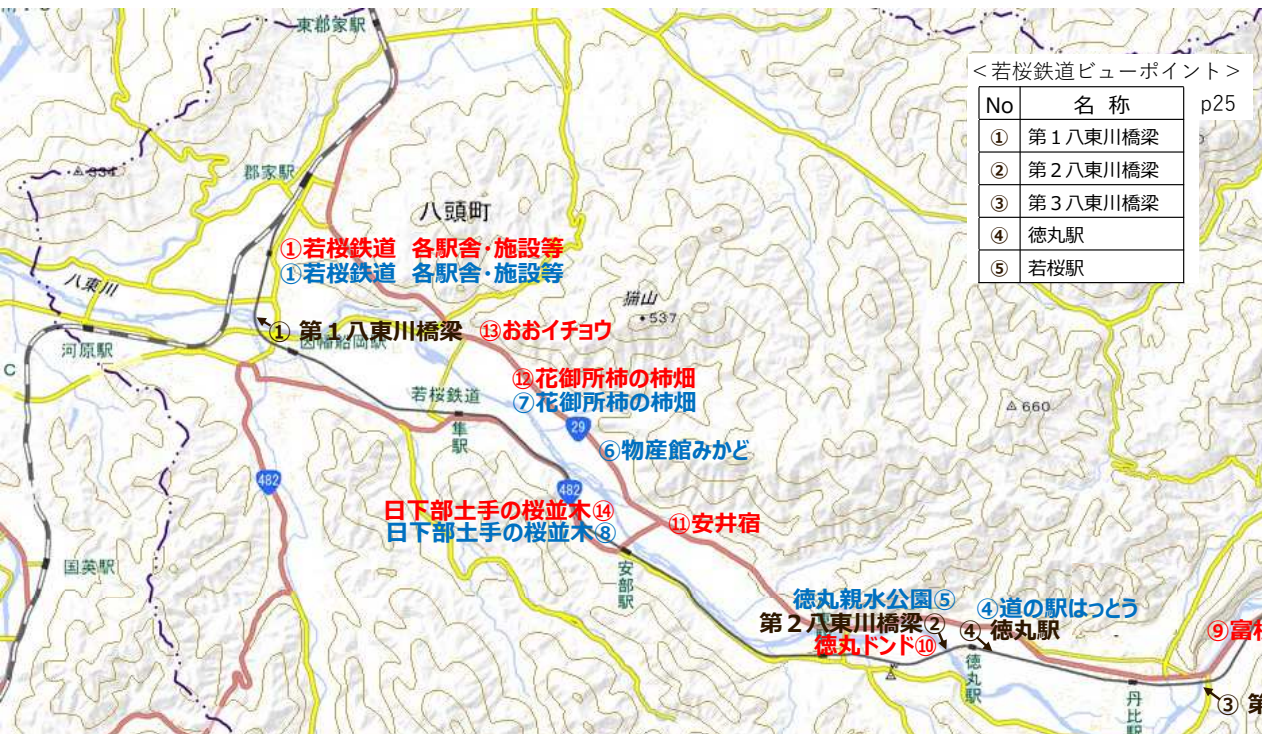 東郡家駅
＜若桜鉄道ビューポイント＞
No 名 称 p25
① 第１八東川橋梁
② 第２八東川橋梁
③ 第３八東川橋梁
④ 徳丸駅
⑤ 若桜駅
334
郡家駅
八頭町
①若桜鉄道 各駅舎・施設等
①若桜鉄道 各駅舎・施設等
八東川
猫山
537
① 第１八東川橋梁
⑬おおイチョウ
因幡船岡駅
河原駅
C
⑫花御所柿の柿畑
⑦花御所柿の柿畑
若桜鉄道
660
隼駅
29
⑥物産館みかど
482
482
日下部土手の桜並木⑭
日下部土手の桜並木⑧
⑪安井宿
国英駅
安部駅
徳丸親水公園⑤
④道の駅はっとう
第２八東川橋梁②
④ 徳丸駅
徳丸ドンド⑩
⑨富
徳丸駅
丹比駅
③ 第